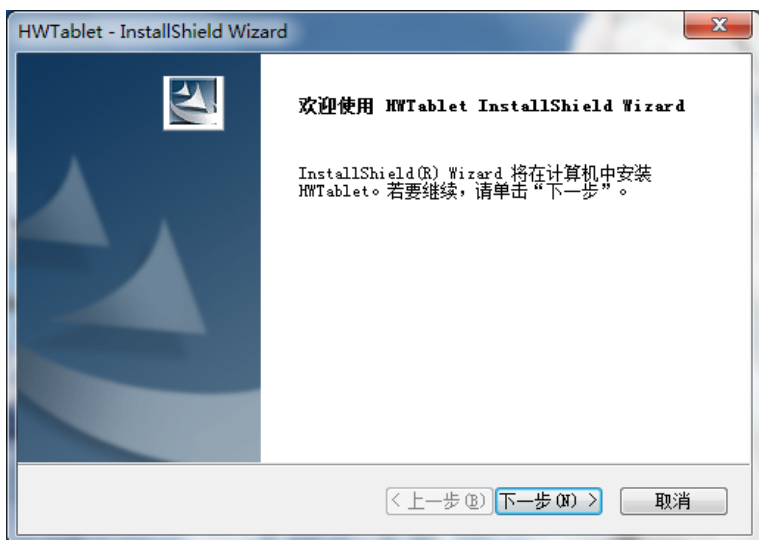 HWTablet - InstallShield Wizard
欢迎使用 HWTablet InstallShield Wizard
InstallShield(R) Wizard 将在计算机中安装
HWTablet。若要继续，请单击“下一步”。
< 上一步(B) 下一步(N) > 取消